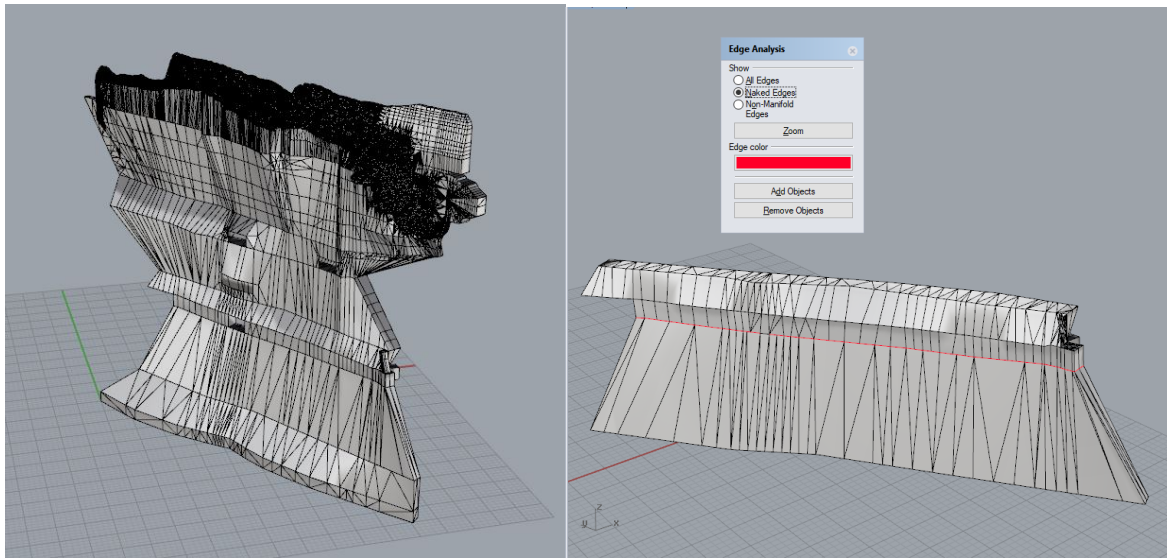 Edge Analysis
Show
All Edges
Naked Edges
Non-Manifold
Edges
Zoom
Edge color
Add Objects
Remove Objects
z
y
x